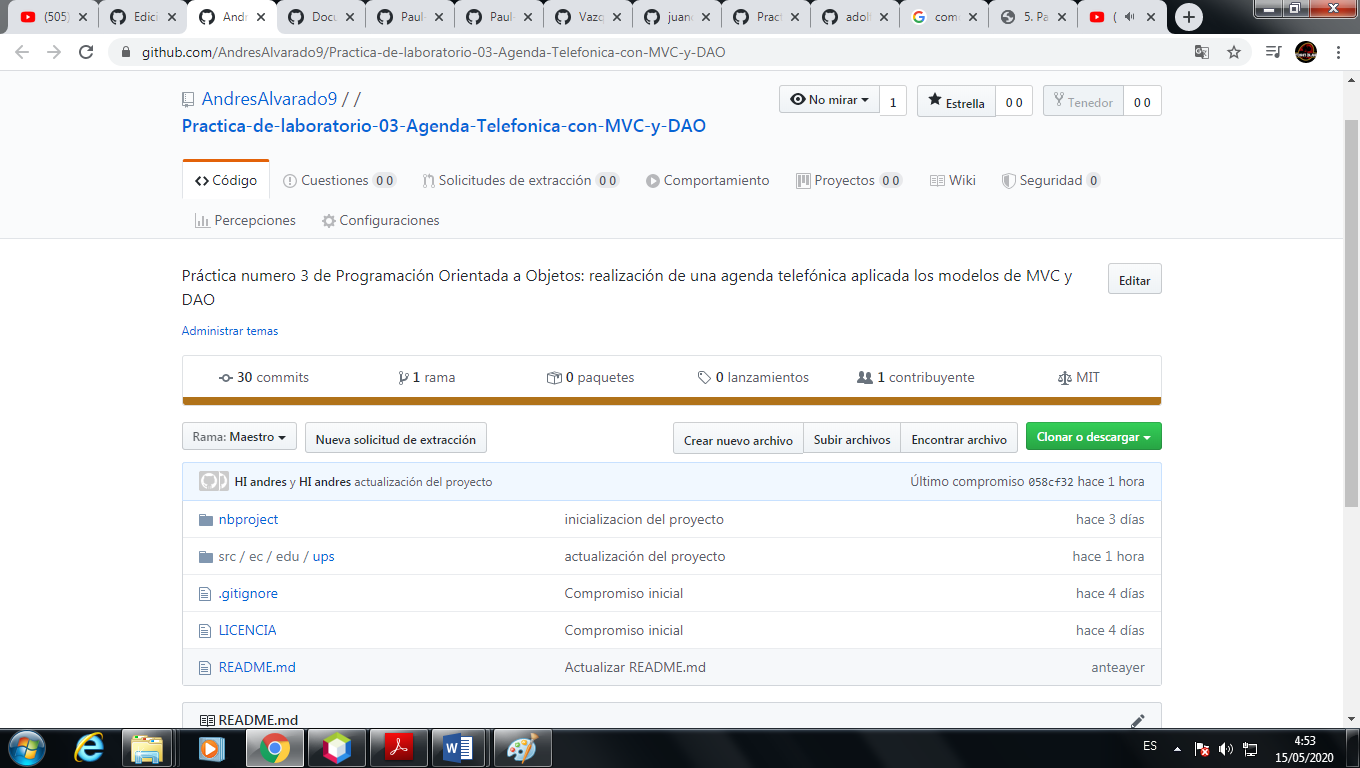 (505)
Edici
Andr
Docu
Paul-
Paul-
Vazq
juan
Pract
adol
com
5. Pa
(
github.com/AndresAlvarado9/Practica-de-laboratorio-03-Agenda-Telefonica-con-MVC-y-DAO
AndresAlvarado9 / /
Practica-de-laboratorio-03-Agenda-Telefonica-con-MVC-y-DAO
No mirar 1 Estrella 0 0 Tenedor 0 0
Código Cuestiones 0 0 Solicitudes de extracción 0 0 Comportamiento Proyectos 0 0 Wiki Seguridad 0
Percepciones Configuraciones
Práctica numero 3 de Programación Orientada a Objetos: realización de una agenda telefónica aplicada los modelos de MVC y
DAO
Editar
Administrar temas
30 commits 1 rama 0 paquetes 0 lanzamientos 1 contribuyente MIT
Rama: Maestro Nueva solicitud de extracción Crear nuevo archivo Subir archivos Encontrar archivo Clonar o descargar
HI andres y HI andres actualización del proyecto Último compromiso 058cf32 hace 1 hora
nbproject inicializacion del proyecto hace 3 días
src / ec / edu / ups actualización del proyecto hace 1 hora
.gitignore Compromiso inicial hace 4 días
LICENCIA Compromiso inicial hace 4 días
README.md Actualizar README.md anteayer
README.md
ES
4:53
15/05/2020